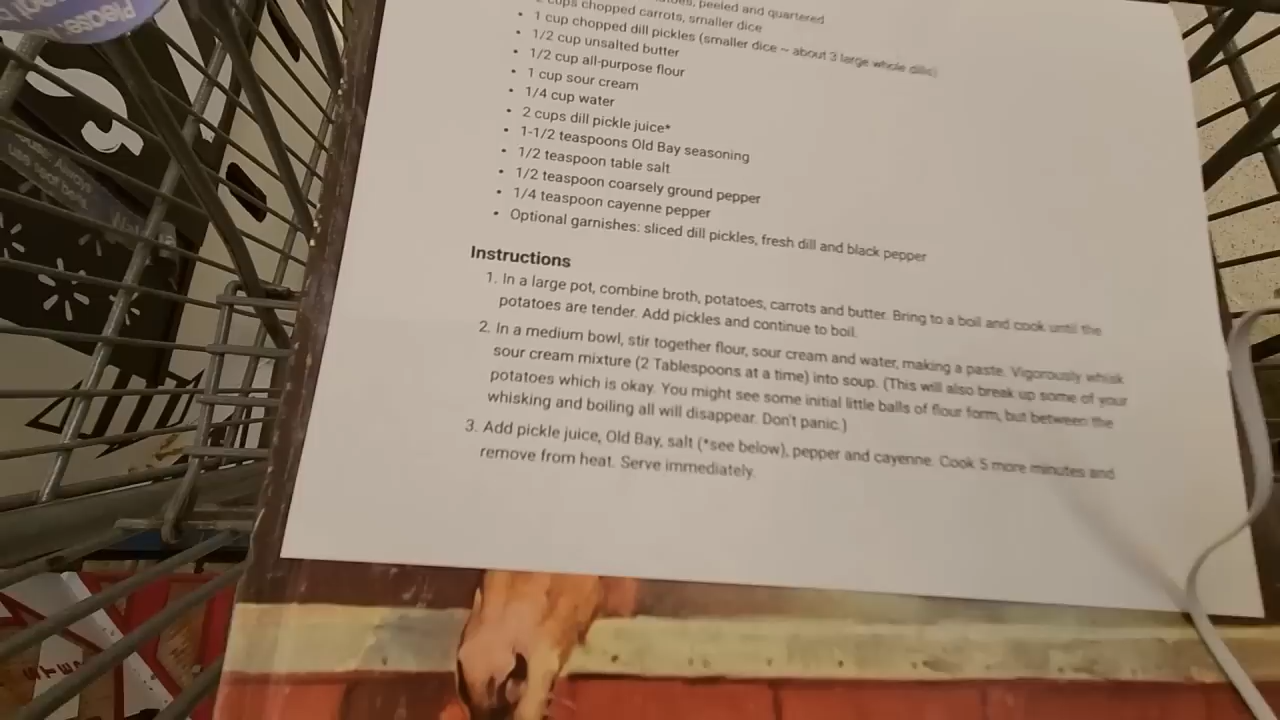 peeled and quartered
cups chopped carrots, smaller dice
• 1 cup chopped dill pickles (smaller dice ~ about 3 large whole dills)
• 1/2 cup unsalted butter
• 1/2 cup all-purpose flour
• 1 cup sour cream
• 1/4 cup water
• 2 cups dill pickle juice*
• 1-1/2 teaspoons Old Bay seasoning
• 1/2 teaspoon table salt
• 1/2 teaspoon coarsely ground pepper
• 1/4 teaspoon cayenne pepper
• Optional garnishes: sliced dill pickles, fresh dill and black pepper
Instructions
1. In a large pot, combine broth, potatoes, carrots and butter. Bring to a boil and cook until the
potatoes are tender. Add pickles and continue to boil.
2. In a medium bowl, stir together flour, sour cream and water, making a paste. Vigorously whisk
sour cream mixture (2 Tablespoons at a time) into soup. (This will also break up some of your
potatoes which is okay. You might see some initial little balls of flour form, but between the
whisking and boiling all will disappear. Don't panic.)
3. Add pickle juice, Old Bay, salt (*see below), pepper and cayenne. Cook 5 more minutes and
remove from heat. Serve immediately.
Please
Always
use seat belt